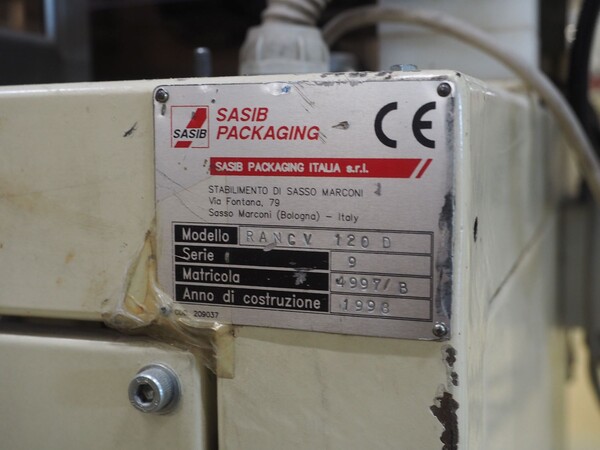 SASIB
SASIB
PACKAGING
CE
SASIB PACKAGING ITALIA s.r.l.
STABILIMENTO DI SASSO MARCONI
Via Fontana, 79
Sasso Marconi (Bologna) - Italy
Modello RANCV 120 D
Serie 9
Matricola 4997/B
Anno di costruzione 1998
209037